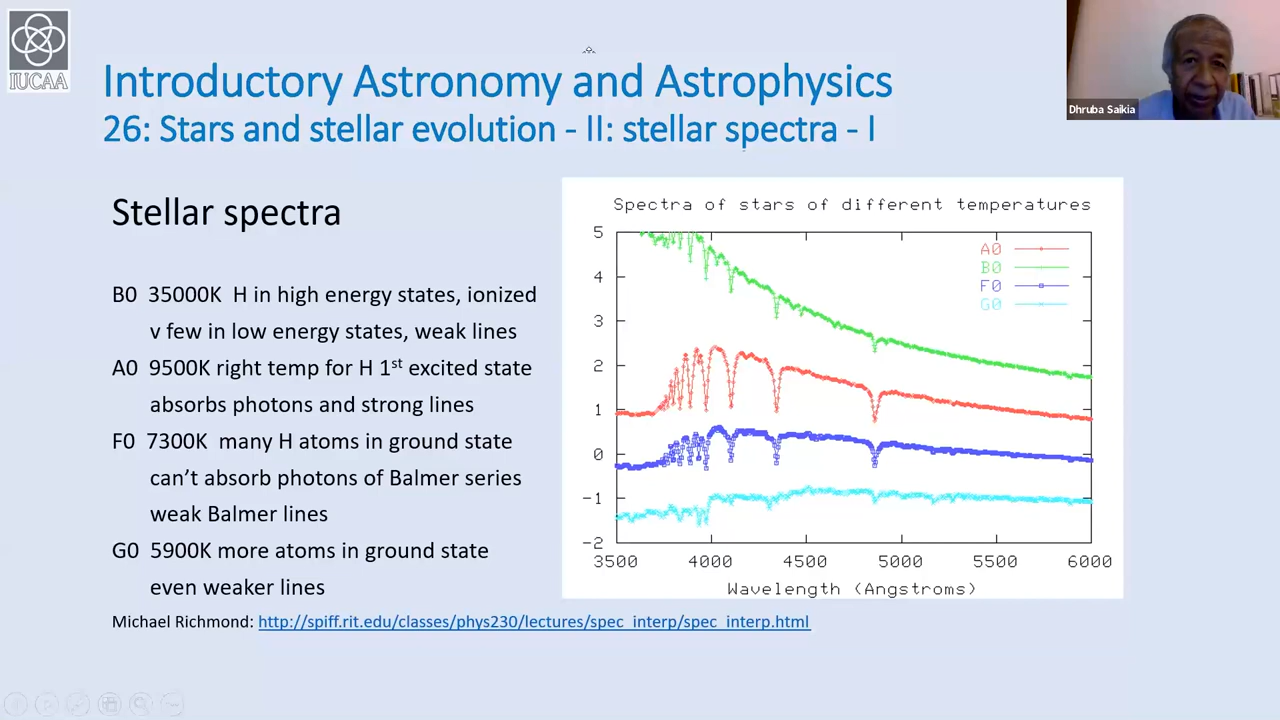 IUCAA
Introductory Astronomy and Astrophysics
26: Stars and stellar evolution - II: stellar spectra - I
Dhruba Saikia
Stellar spectra
B0 35000K H in high energy states, ionized
v few in low energy states, weak lines
A0 9500K right temp for H 1st excited state
absorbs photons and strong lines
F0 7300K many H atoms in ground state
can't absorb photons of Balmer series
weak Balmer lines
G0 5900K more atoms in ground state
even weaker lines
Michael Richmond: http://spiff.rit.edu/classes/phys230/lectures/spec_interp/spec_interp.html
Spectra of stars of different temperatures
A0
B0
F0
G0
5
4
3
2
1
0
-1
-2
3500 4000 4500 5000 5500 6000
Wavelength (Angstroms)